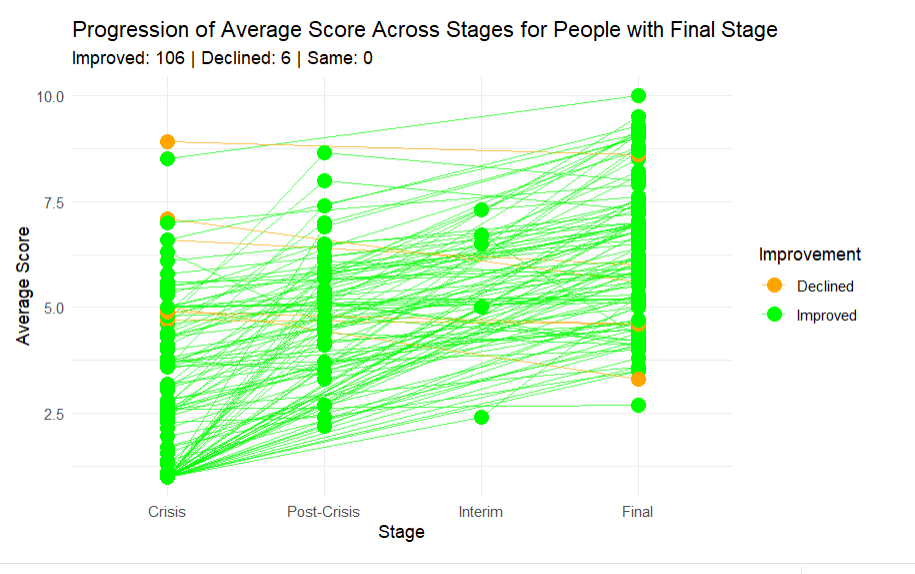 Progression of Average Score Across Stages for People with Final Stage
Improved: 106 | Declined: 6 | Same: 0
10.0
7.5
5.0
2.5
Average Score
Crisis
Post-Crisis
Interim
Final
Stage
Improvement
Declined
Improved